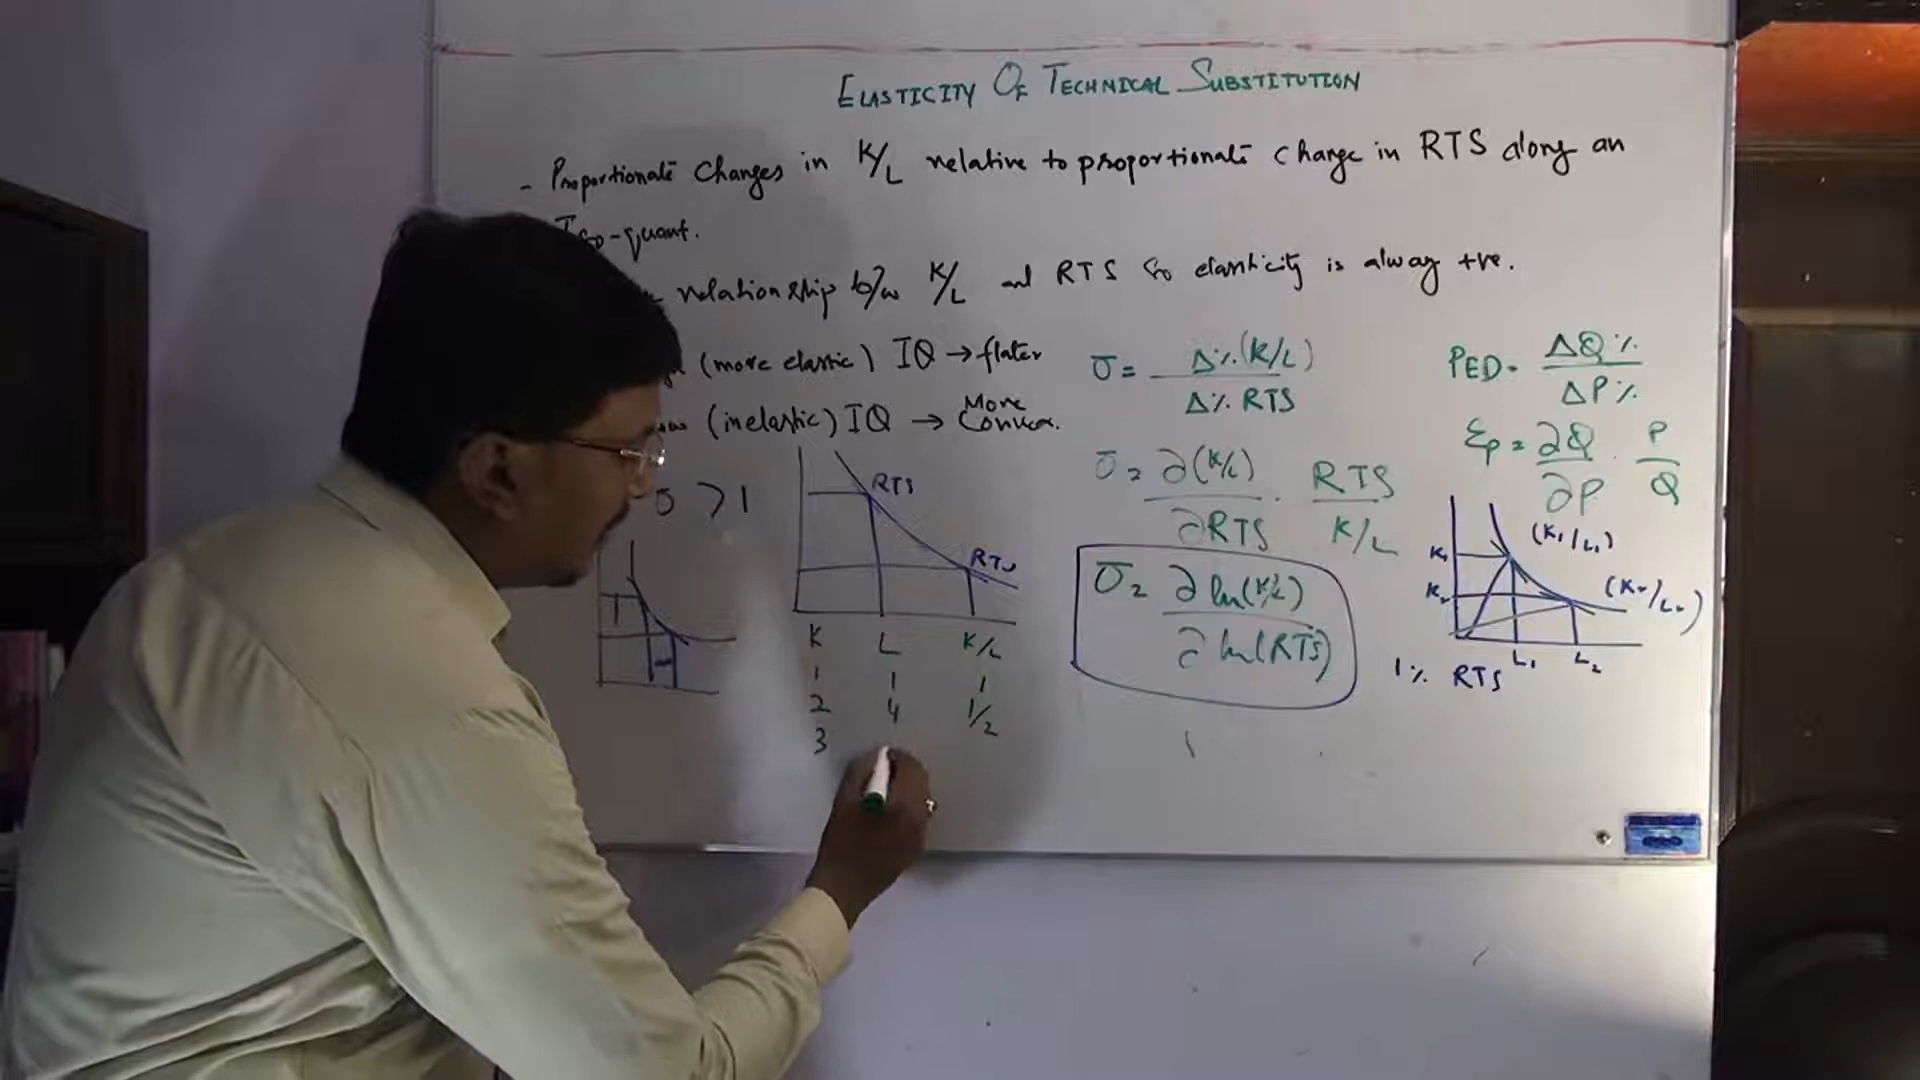 ELASTICITY OF TECHNICAL SUBSTITUTION
- Proportionate Changes in K/L relative to proportionate change in RTS along an
Iso-quant.
relationship b/w K/L and RTS so elasticity is alway +ve.
(more elastic) IQ → flater
(inelastic) IQ → More Convex.
σ > 1
RTS
RTS
K L K/L
1 1 1
2 4 1/2
3
σ = Δ%(K/L) / Δ% RTS
σ = ∂(K/L) / ∂RTS · RTS / K/L
σ = ∂ ln(K/L) / ∂ ln(RTS)
PED = ΔQ% / ΔP%
Ep = ∂Q / ∂P · P / Q
(K₁/L₁)
K₁
K₂
(K₂/L₂)
L₁ L₂
1% RTS